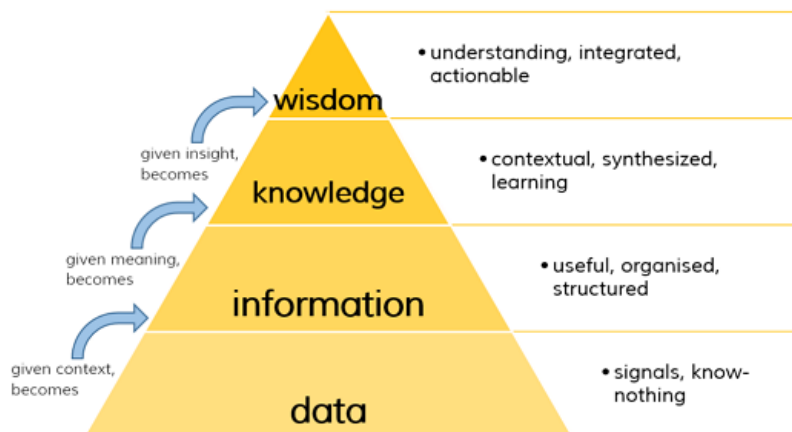 • understanding, integrated,
actionable
wisdom
given insight,
becomes
• contextual, synthesized,
learning
knowledge
given meaning,
becomes
• useful, organised,
structured
information
given context,
becomes
• signals, know-
nothing
data